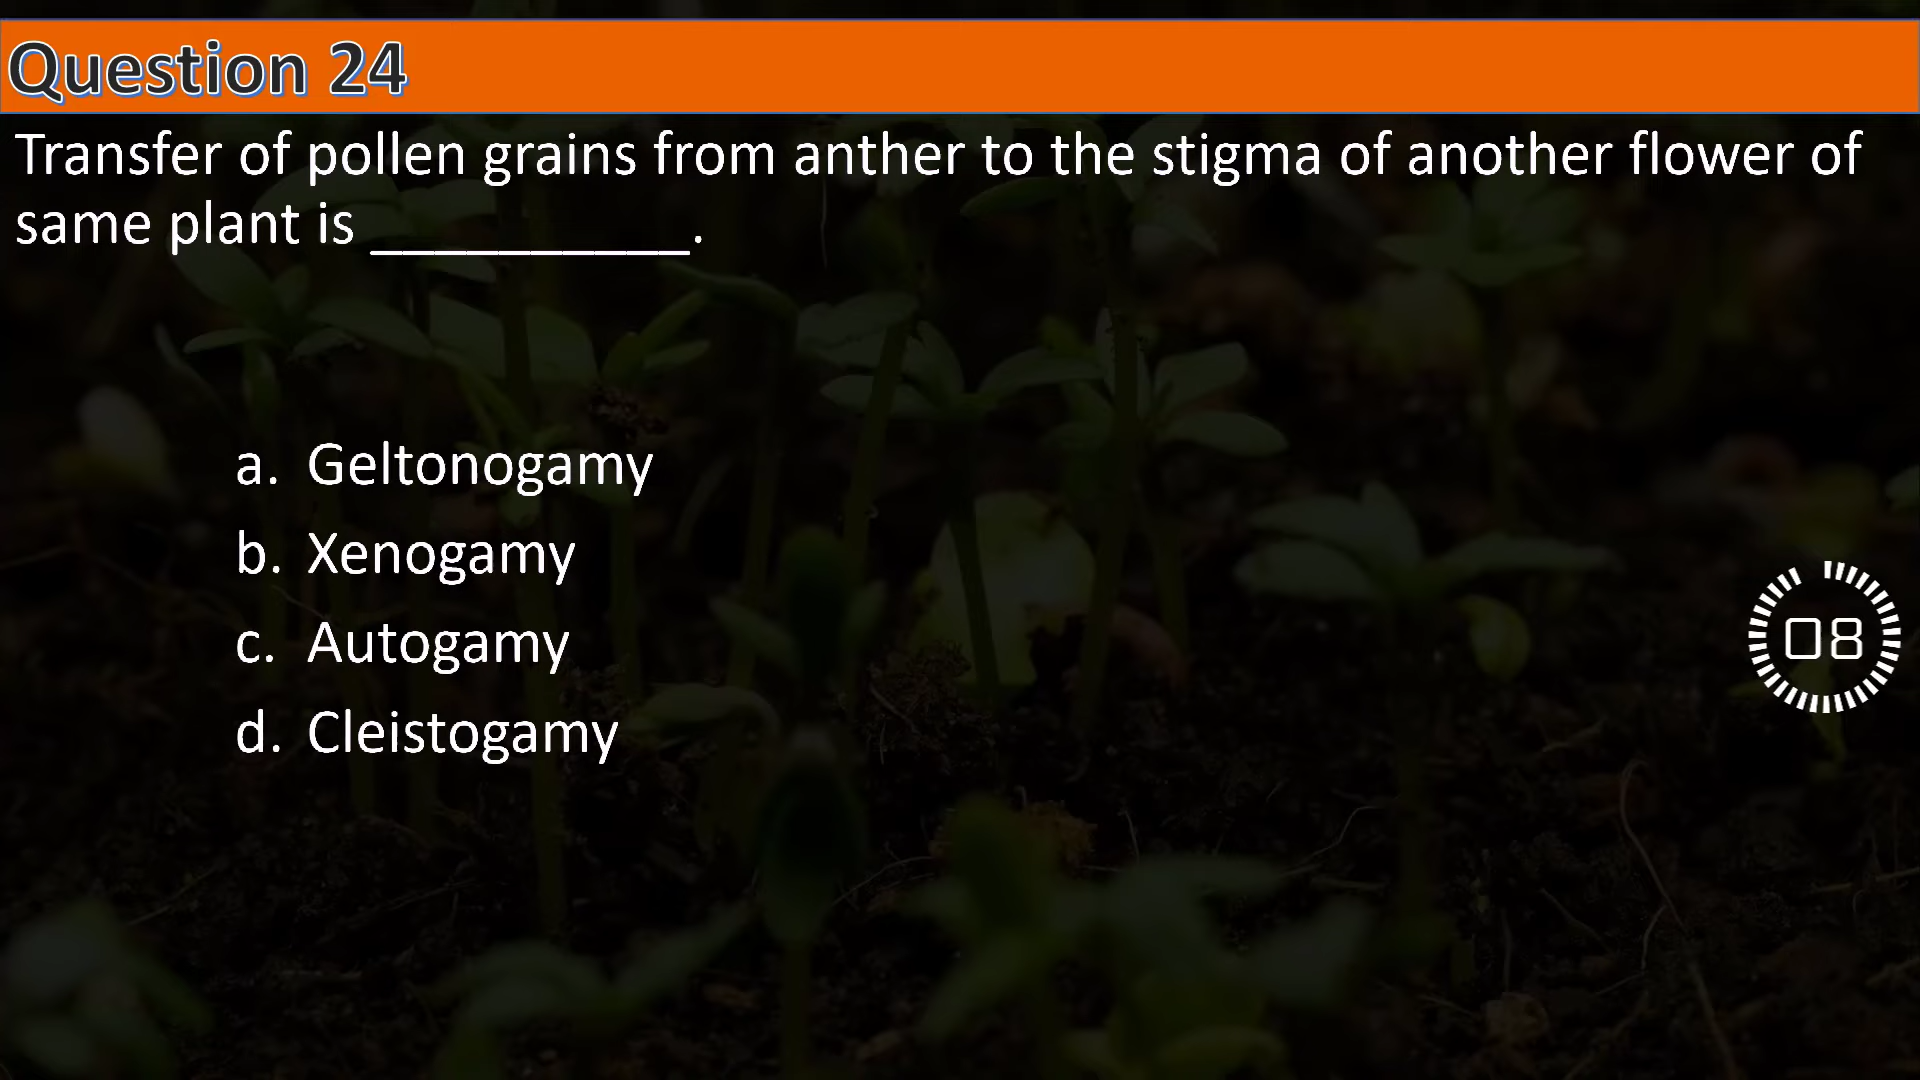 Question 24
Transfer of pollen grains from anther to the stigma of another flower of
same plant is __________.
a. Geltonogamy
b. Xenogamy
c. Autogamy
d. Cleistogamy
08